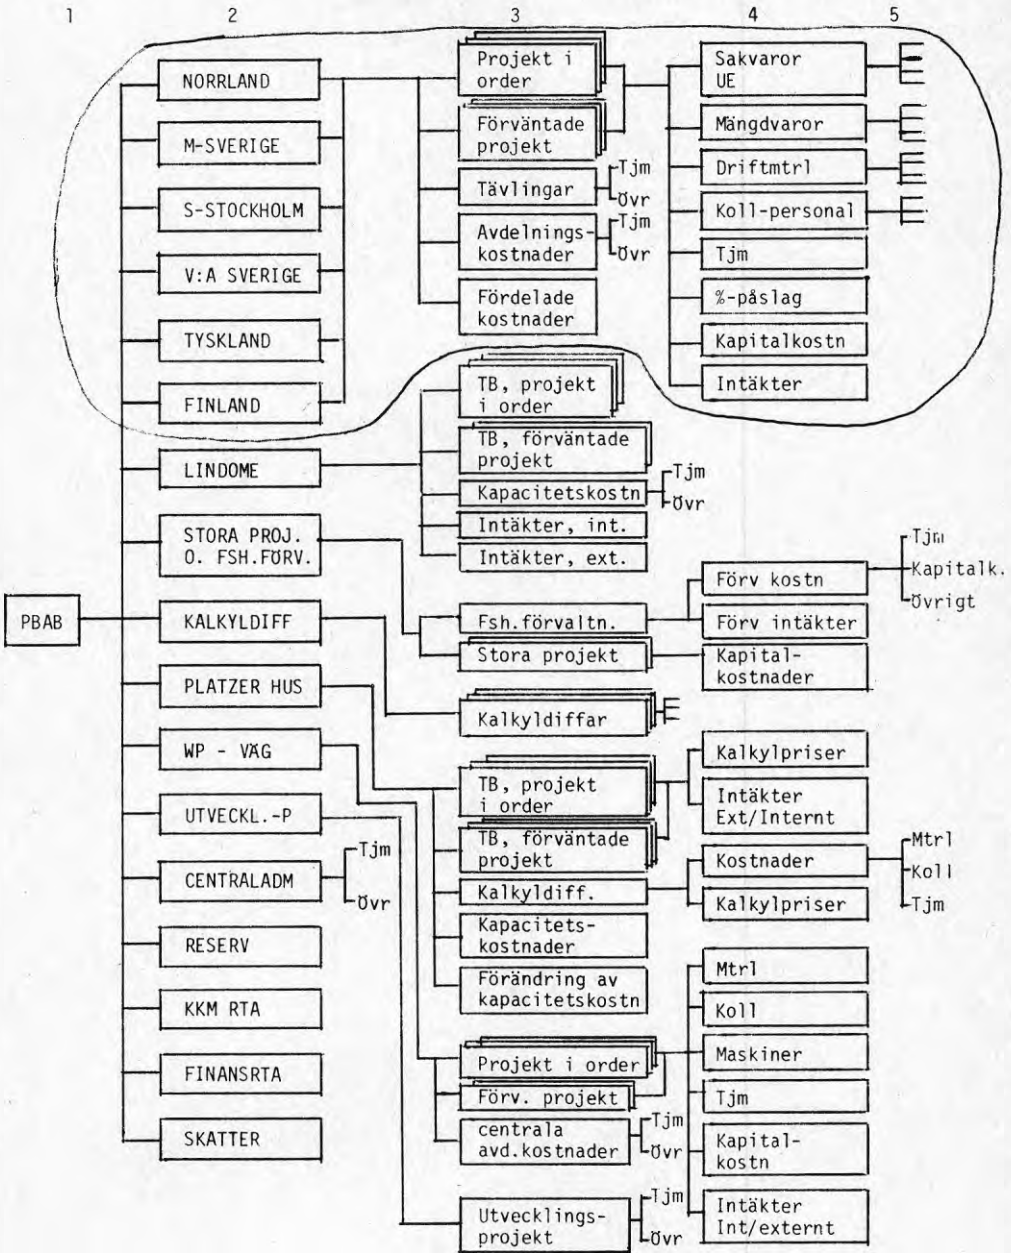 1 2 3 4 5
PBAB
NORRLAND
M-SVERIGE
S-STOCKHOLM
V:A SVERIGE
TYSKLAND
FINLAND
LINDOME
STORA PROJ.
O. FSH.FÖRV.
KALKYLDIFF
PLATZER HUS
WP - VÄG
UTVECKL.-P
CENTRALADM
Tjm
Övr
RESERV
KKM RTA
FINANSRTA
SKATTER
Projekt i
order
Förväntade
projekt
Tävlingar
Tjm
Övr
Avdelnings-
kostnader
Tjm
Övr
Fördelade
kostnader
TB, projekt
i order
TB, förväntade
projekt
Kapacitetskostn
Tjm
Övr
Intäkter, int.
Intäkter, ext.
Fsh.förvaltn.
Stora projekt
Kalkyldiffar
TB, projekt
i order
TB, förväntade
projekt
Kalkyldiff.
Kapacitets-
kostnader
Förändring av
kapacitetskostn
Projekt i order
Förv. projekt
centrala
avd.kostnader
Tjm
Övr
Utvecklings-
projekt
Tjm
Övr
Sakvaror
UE
Mängdvaror
Driftmtrl
Koll-personal
Tjm
%-påslag
Kapitalkostn
Intäkter
Förv kostn
Tjm
Kapitalk.
Övrigt
Förv intäkter
Kapital-
kostnader
Kalkylpriser
Intäkter
Ext/Internt
Kostnader
Mtrl
Koll
Tjm
Kalkylpriser
Mtrl
Koll
Maskiner
Tjm
Kapital-
kostn
Intäkter
Int/externt